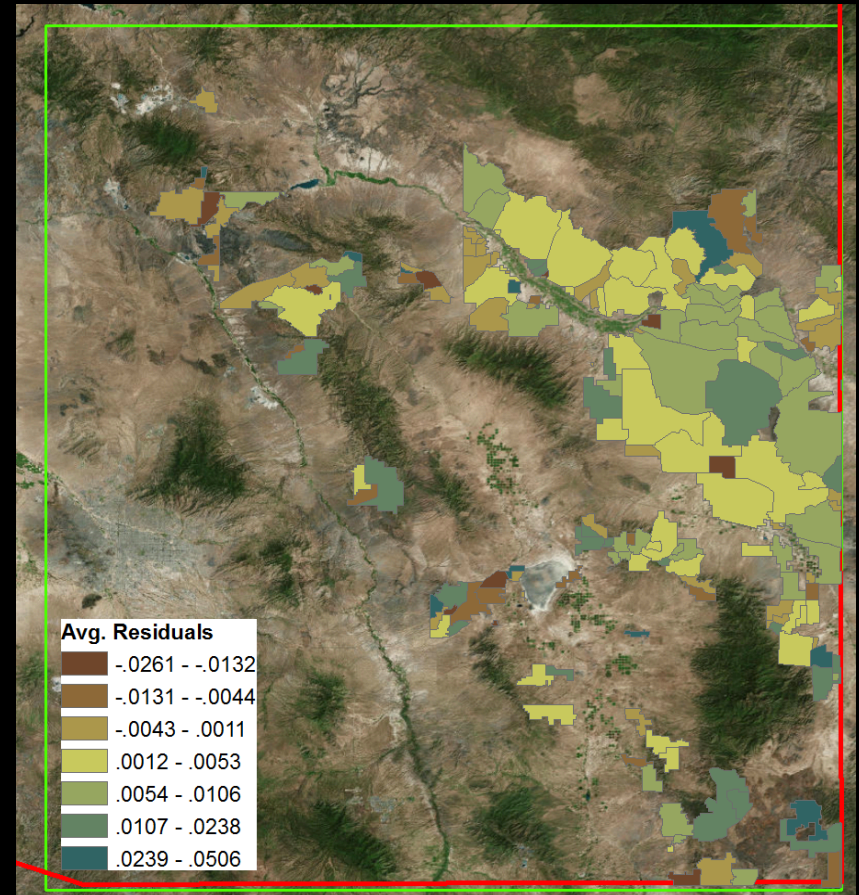 Avg. Residuals
-.0261 - -.0132
-.0131 - -.0044
-.0043 - .0011
.0012 - .0053
.0054 - .0106
.0107 - .0238
.0239 - .0506